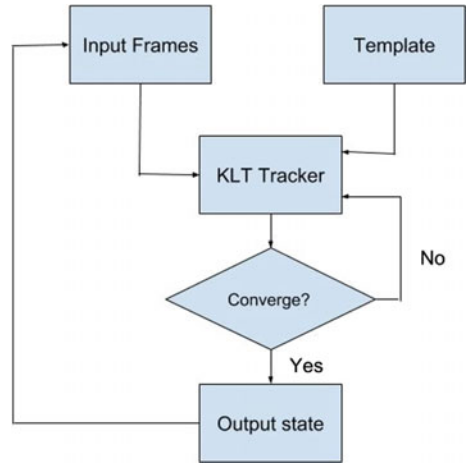 Input Frames
Template
KLT Tracker
No
Converge?
Yes
Output state